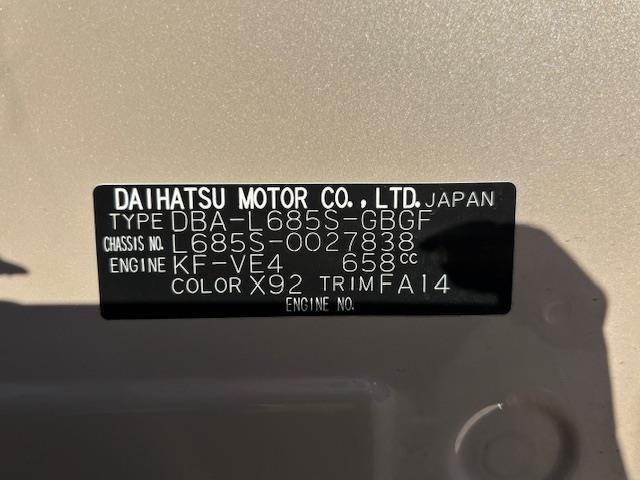 DAIHATSU MOTOR CO., LTD. JAPAN
TYPE DBA-L685S-GBGF
CHASSIS NO. L685S-0027838
ENGINE KF-VE4 658cc
COLOR X92 TRIM FA14
ENGINE NO.